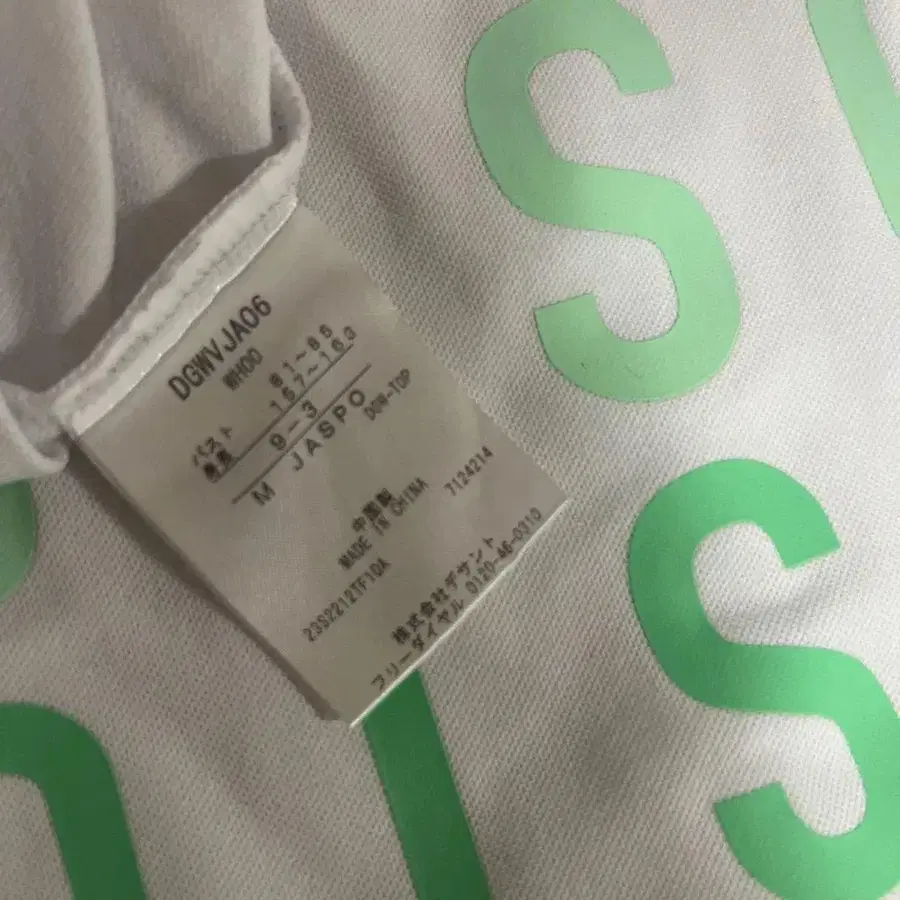 DGWVJA06
WH00
バスト 81~85
身長 157~160
9-3
M JASPO
DGW-TOP
中国製
MADE IN CHINA 7124214
23S2212TF10A
株式会社デサント
フリーダイヤル 0120-46-0310
S
S